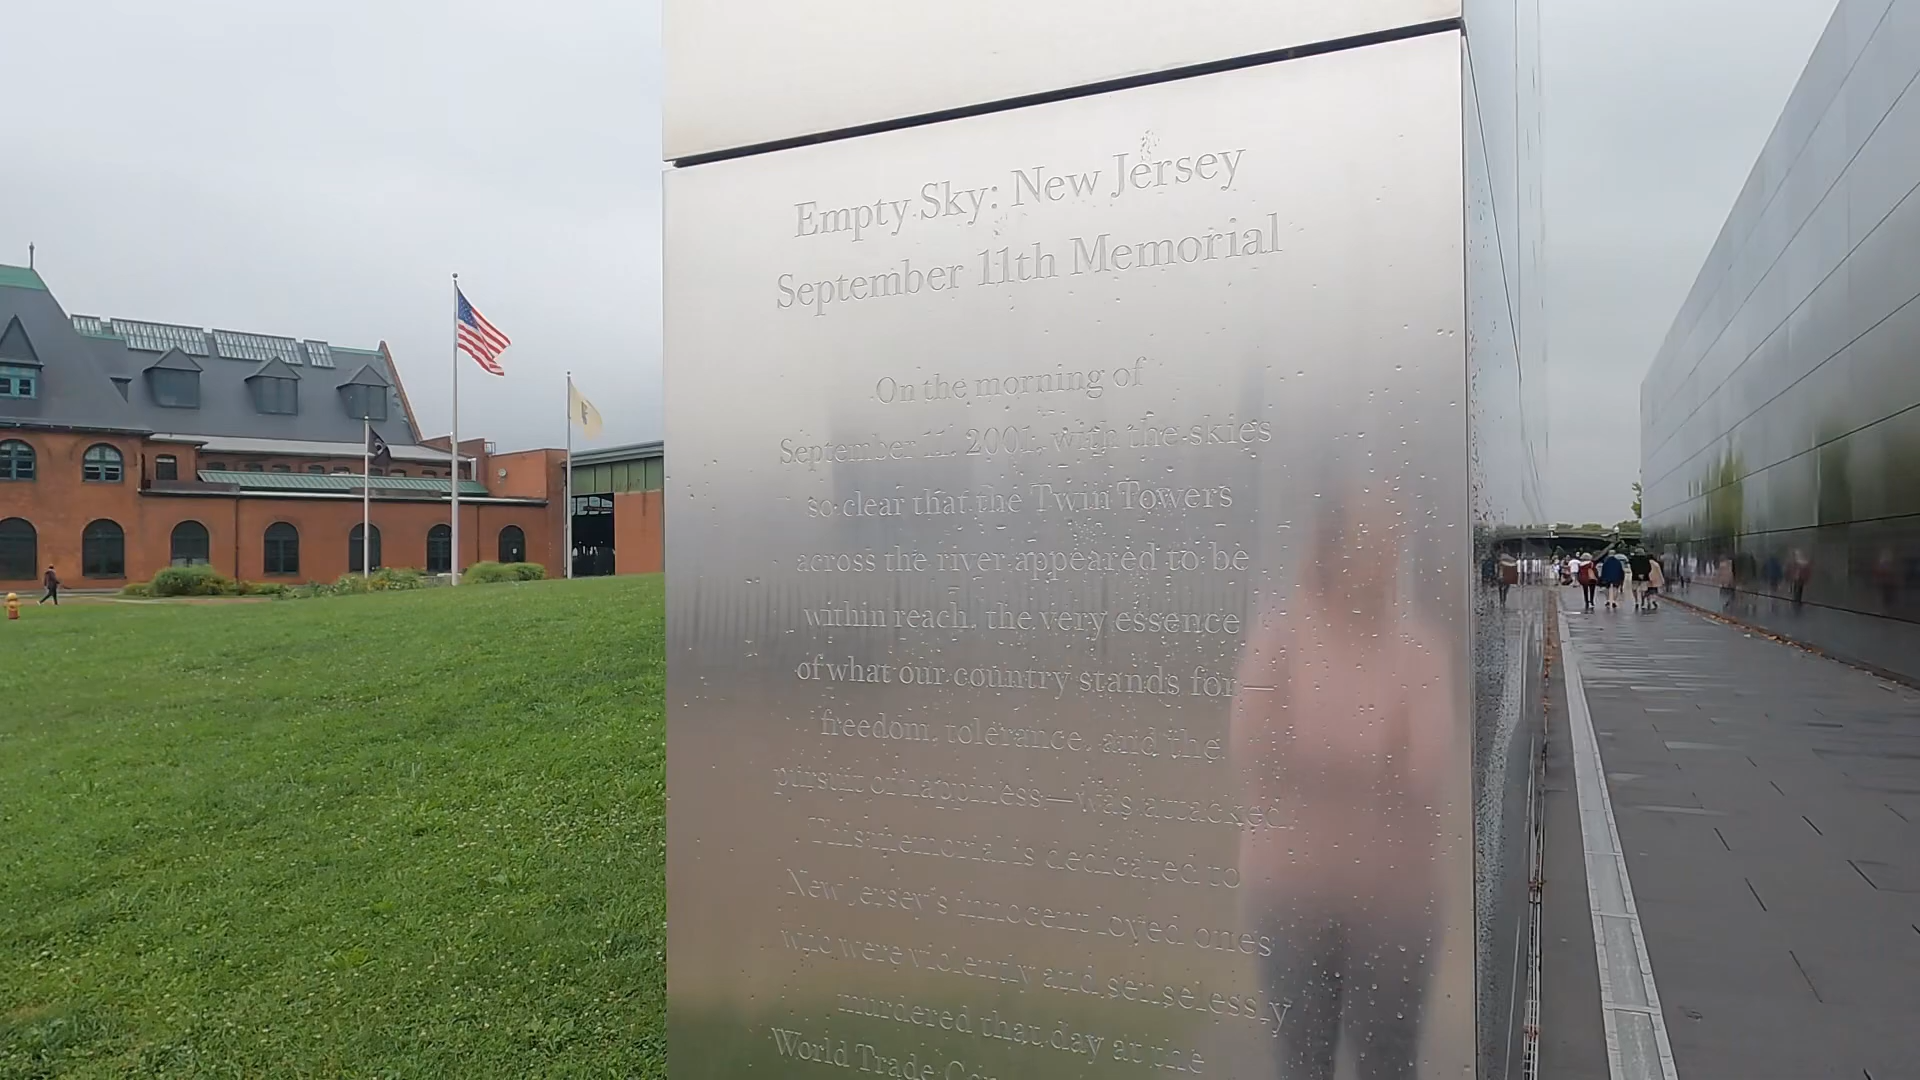 Empty Sky: New Jersey
September 11th Memorial
On the morning of
September 11, 2001, with the skies
so clear that the Twin Towers
across the river appeared to be
within reach, the very essence
of what our country stands for—
freedom, tolerance, and the
pursuit of happiness—was attacked.
This memorial is dedicated to
New Jersey's innocent loved ones
who were violently and senselessly
murdered that day at the
World Trade